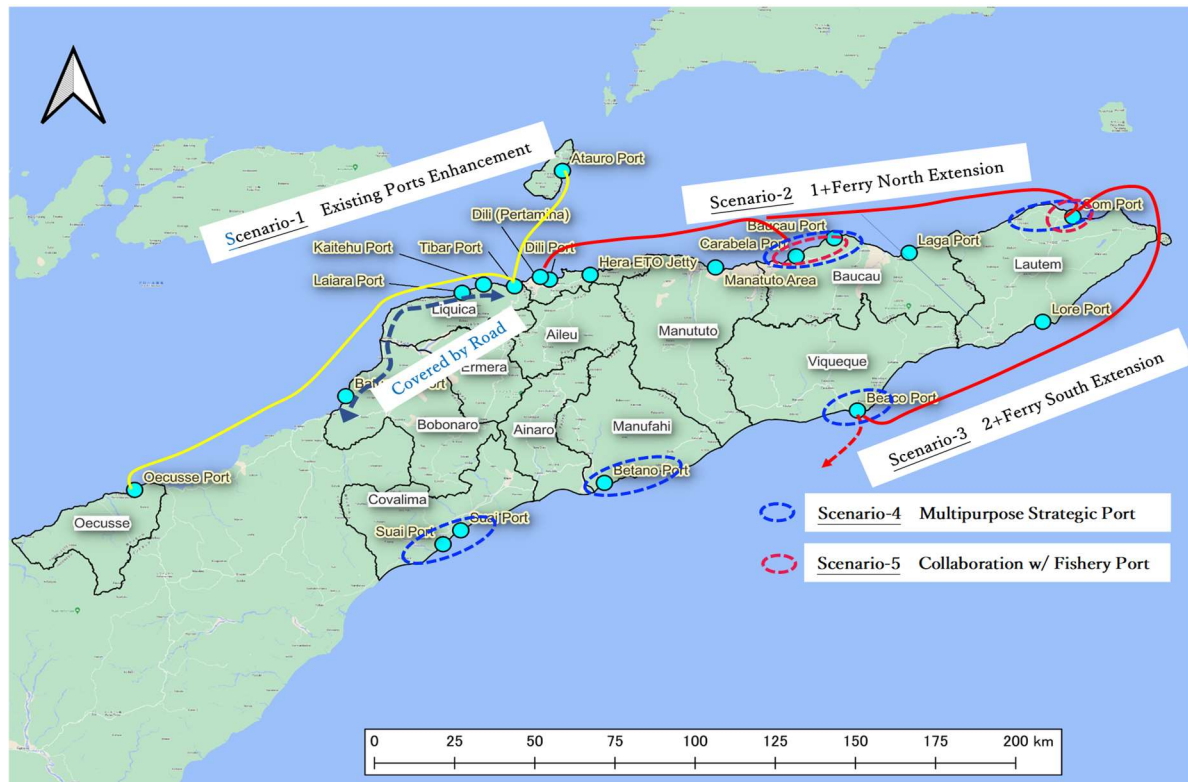 Atauro Port
Scenario-1 Existing Ports Enhancement
Scenario-2 1+Ferry North Extension
Dili (Pertamina)
Kaitehu Port
Tibar Port
Dili Port
Baucau Port
Com Port
Carabela Port
Laga Port
Laiara Port
Hera ETO Jetty
Manatuto Area
Baucau
Lautem
Liquica
Aileu
Manututo
Lore Port
Covered by Road
Ermera
Viqueque
Beaco Port
Bobonaro
Ainaro
Manufahi
Scenario-3 2+Ferry South Extension
Oecusse Port
Betano Port
Covalima
Oecusse
Suai Port
Suai Port
Scenario-4 Multipurpose Strategic Port
Scenario-5 Collaboration w/ Fishery Port
0 25 50 75 100 125 150 175 200 km